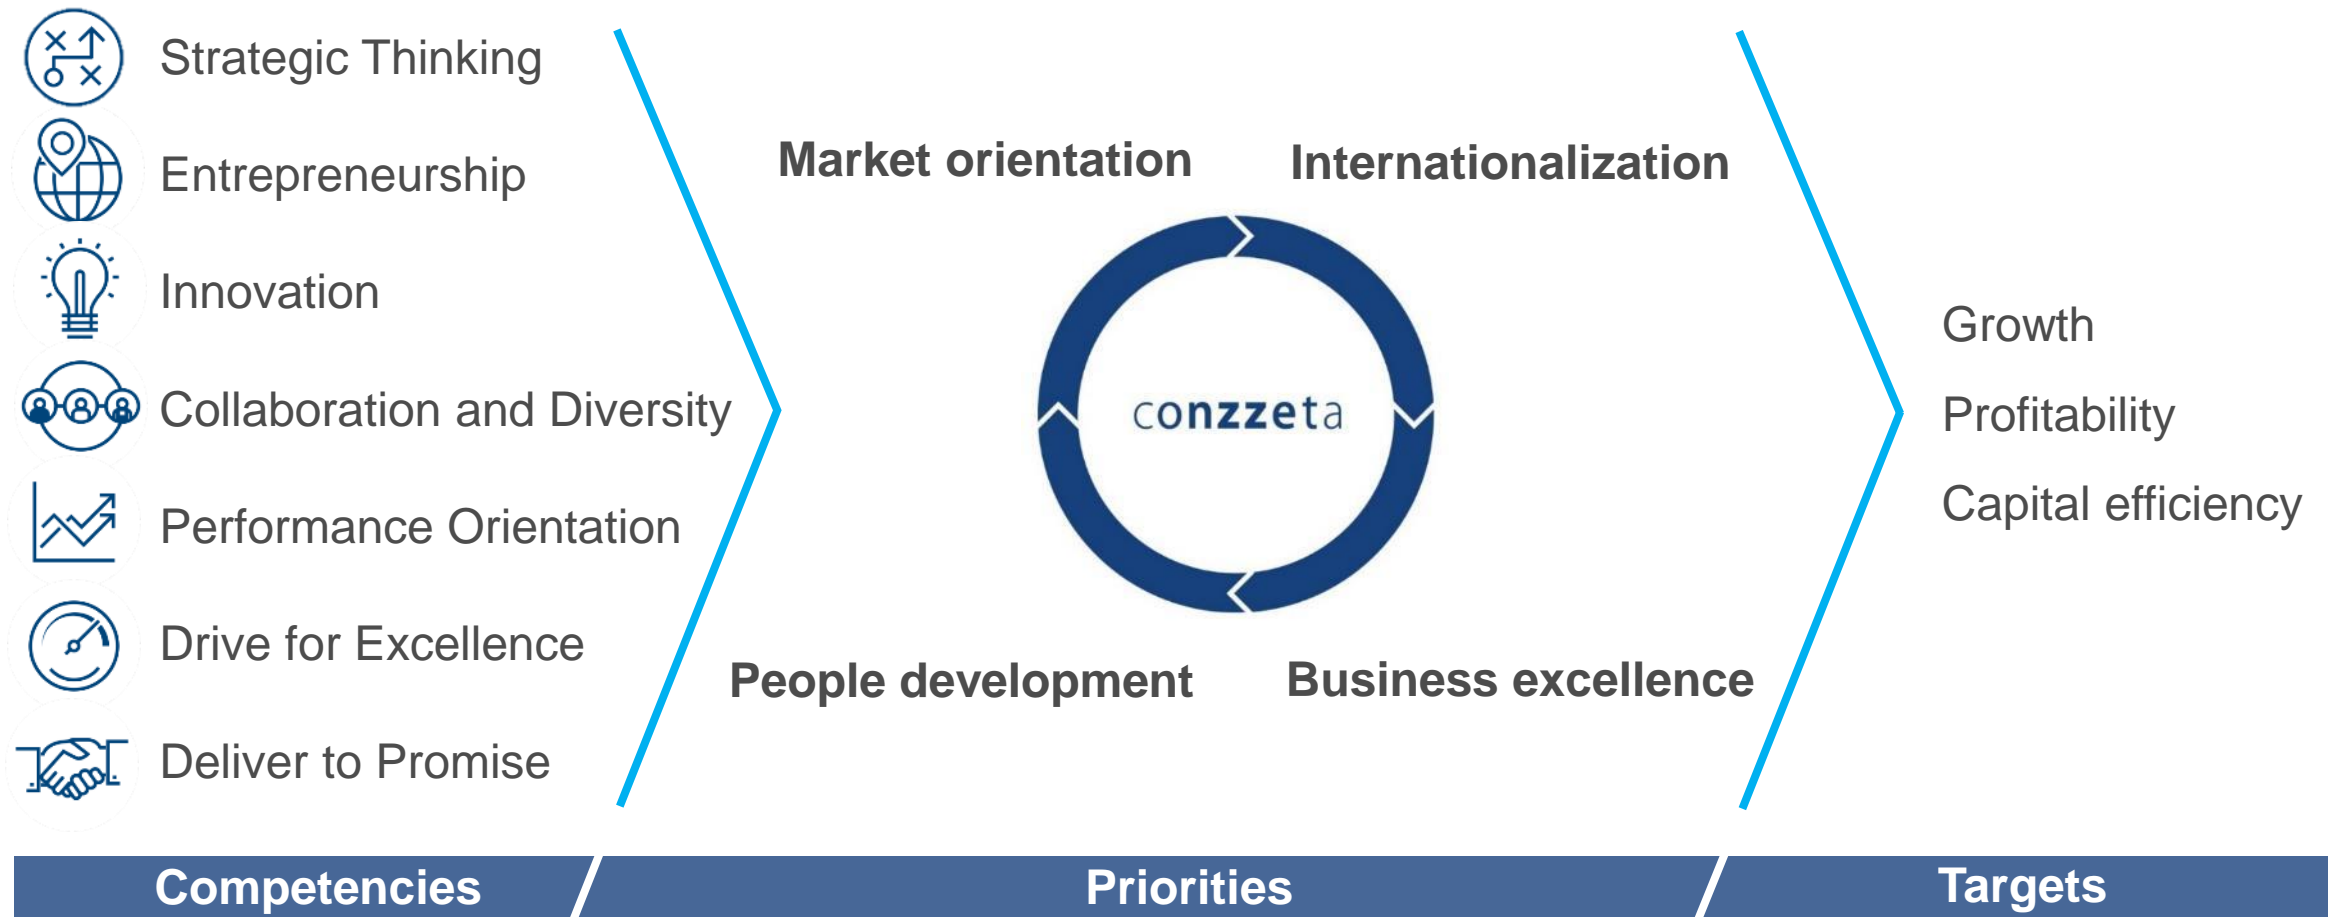 Strategic Thinking
Entrepreneurship
Innovation
Collaboration and Diversity
Performance Orientation
Drive for Excellence
Deliver to Promise
Market orientation
Internationalization
conzzeta
People development
Business excellence
Growth
Profitability
Capital efficiency
Competencies
Priorities
Targets